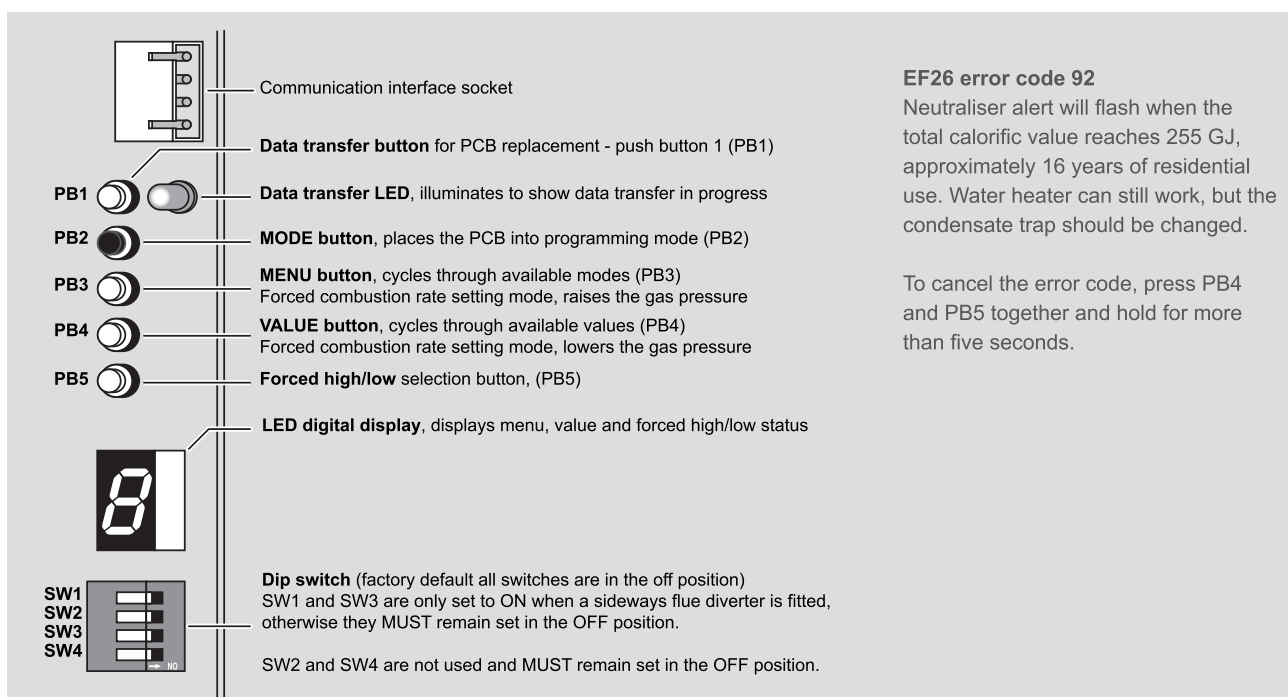 Communication interface socket
Data transfer button for PCB replacement - push button 1 (PB1)
PB1
Data transfer LED, illuminates to show data transfer in progress
PB2
MODE button, places the PCB into programming mode (PB2)
PB3
MENU button, cycles through available modes (PB3)
Forced combustion rate setting mode, raises the gas pressure
PB4
VALUE button, cycles through available values (PB4)
Forced combustion rate setting mode, lowers the gas pressure
PB5
Forced high/low selection button, (PB5)
LED digital display, displays menu, value and forced high/low status
8
Dip switch (factory default all switches are in the off position)
SW1 and SW3 are only set to ON when a sideways flue diverter is fitted,
otherwise they MUST remain set in the OFF position.
SW2 and SW4 are not used and MUST remain set in the OFF position.
SW1
SW2
SW3
SW4
→ NO
EF26 error code 92
Neutraliser alert will flash when the
total calorific value reaches 255 GJ,
approximately 16 years of residential
use. Water heater can still work, but the
condensate trap should be changed.
To cancel the error code, press PB4
and PB5 together and hold for more
than five seconds.